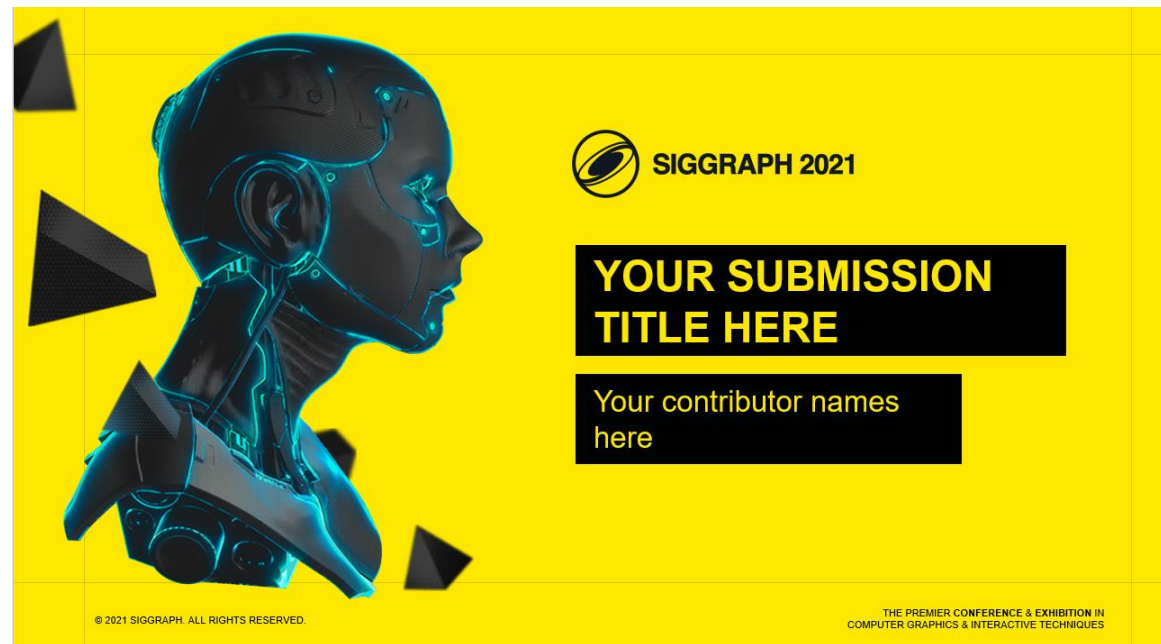 SIGGRAPH 2021
YOUR SUBMISSION
TITLE HERE
Your contributor names
here
© 2021 SIGGRAPH. ALL RIGHTS RESERVED.
THE PREMIER CONFERENCE & EXHIBITION IN
COMPUTER GRAPHICS & INTERACTIVE TECHNIQUES